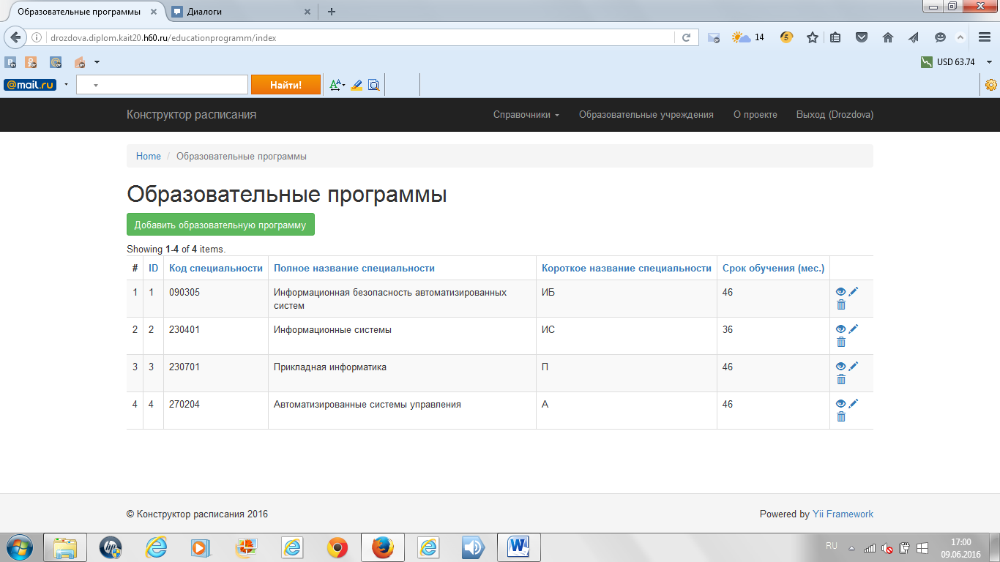 Образовательные программы
Диалоги
drozdova.diplom.kait20.h60.ru/educationprogramm/index
14
5
USD 63.74
@mail.ru
Найти!
Конструктор расписания
Справочники
Образовательные учреждения
О проекте
Выход (Drozdova)
Home / Образовательные программы
Образовательные программы
Добавить образовательную программу
Showing 1-4 of 4 items.
# ID Код специальности Полное название специальности Короткое название специальности Срок обучения (мес.)
1 1 090305 Информационная безопасность автоматизированных систем ИБ 46
2 2 230401 Информационные системы ИС 36
3 3 230701 Прикладная информатика П 46
4 4 270204 Автоматизированные системы управления А 46
© Конструктор расписания 2016
Powered by Yii Framework
RU
17:00
09.06.2016